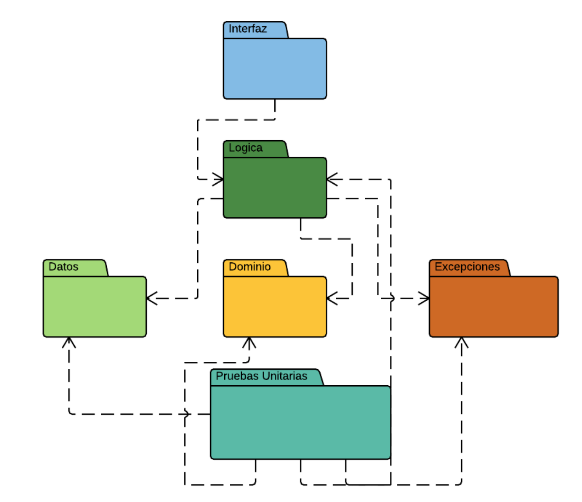 Interfaz
Logica
Datos
Dominio
Excepciones
Pruebas Unitarias